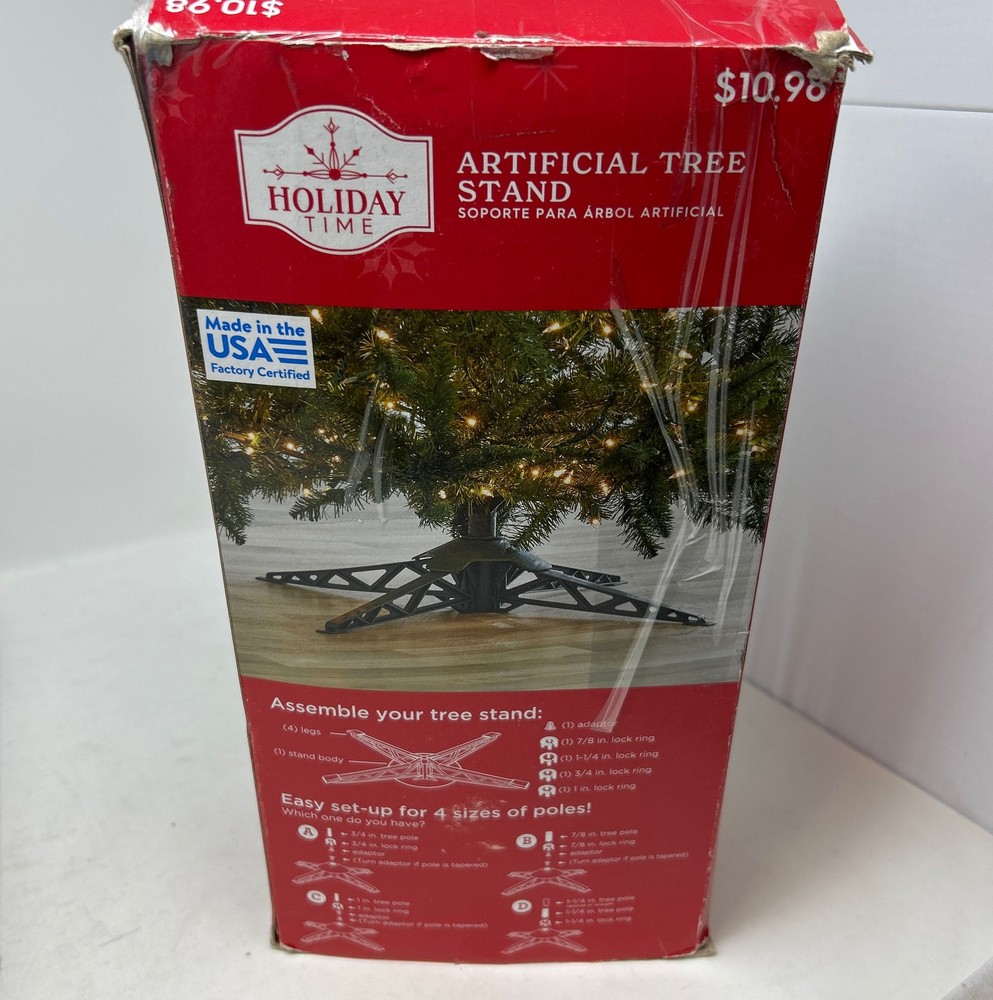 $10.98
$10.98
HOLIDAY
TIME
ARTIFICIAL TREE
STAND
SOPORTE PARA ÁRBOL ARTIFICIAL
Made in the
USA
Factory Certified
Assemble your tree stand:
(4) legs
(1) stand body
(1) adaptor
(1) 7/8 in. lock ring
(1) 1-1/4 in. lock ring
(1) 3/4 in. lock ring
(1) 1 in. lock ring
Easy set-up for 4 sizes of poles!
Which one do you have?
A
3/4 in. tree pole
3/4 in. lock ring
adaptor
(Turn adaptor if pole is tapered)
B
7/8 in. tree pole
7/8 in. lock ring
adaptor
(Turn adaptor if pole is tapered)
C
1 in. tree pole
1 in. lock ring
adaptor
(Turn adaptor if pole is tapered)
D
1-1/4 in. tree pole
1-1/4 in. tree pole
1-1/4 in. lock ring